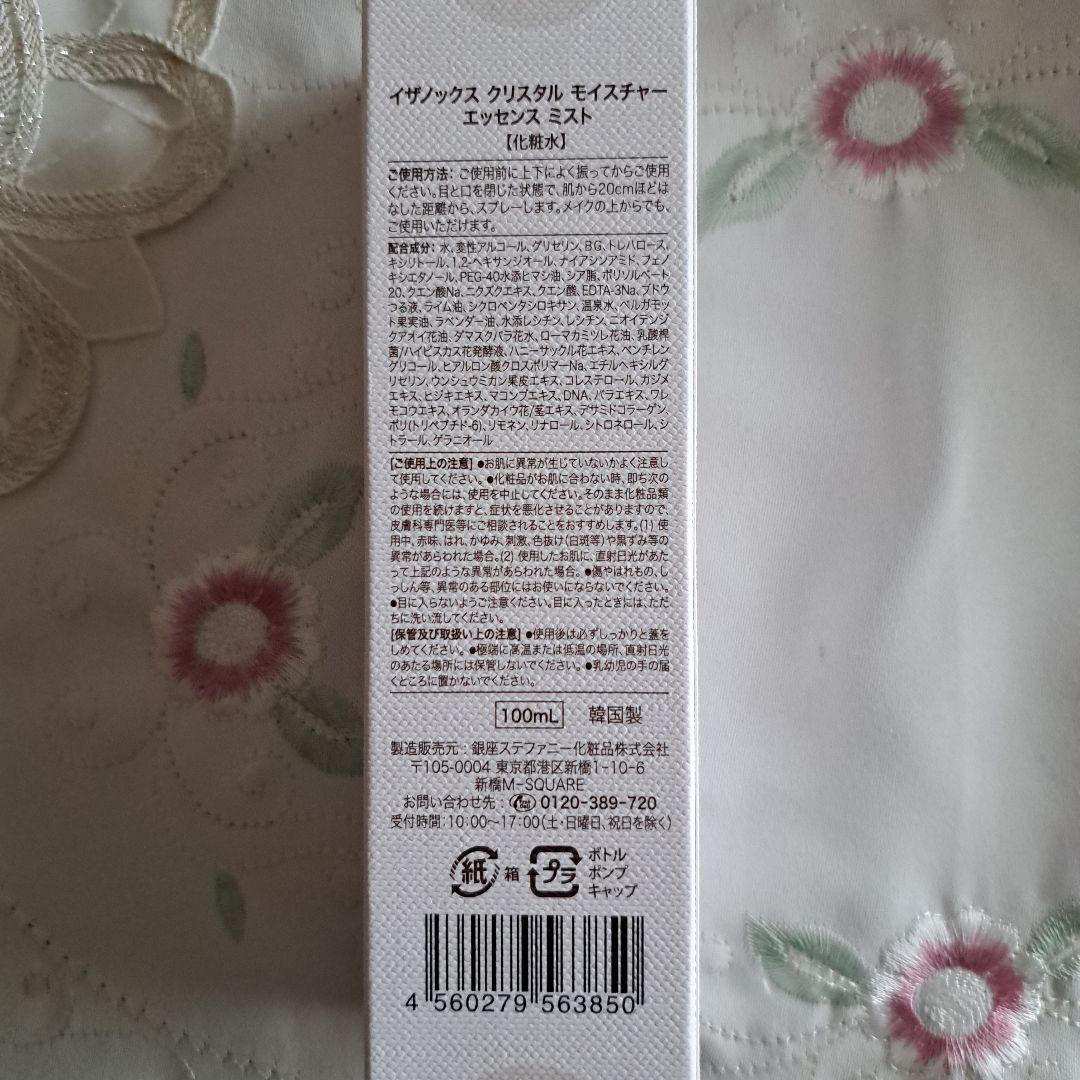 イザノックス クリスタル モイスチャー
エッセンス ミスト
【化粧水】
ご使用方法: ご使用前に上下によく振ってからご使用
ください。目と口を閉じた状態で、肌から20cmほどは
なした距離から、スプレーします。メイクの上からでも、
ご使用いただけます。
配合成分: 水、変性アルコール、グリセリン、BG、トレハロース、
キシリトール、1,2-ヘキサンジオール、ナイアシンアミド、フェノ
キシエタノール、PEG-40水添ヒマシ油、シア脂、ポリソルベート
20、クエン酸Na、ニクズクエキス、クエン酸、EDTA-3Na、ブドウ
つる液、ライム油、シクロペンタシロキサン、温泉水、ベルガモッ
ト果実油、ラベンダー油、水添レシチン、レシチン、ニオイテンジ
クアオイ花油、ダマスクバラ花水、ローマカミツレ花油、乳酸桿
菌/ハイビスカス花発酵液、ハニーサックル花エキス、ペンチレン
グリコール、ヒアルロン酸クロスポリマーNa、エチルヘキシルグ
リセリン、ウンシュウミカン果皮エキス、コレステロール、カジメ
エキス、ヒジキエキス、マコンブエキス、DNA、バラエキス、ワレ
モコウエキス、オランダカイウ花/茎エキス、デサミドコラーゲン、
ポリ(トリペプチド-6)、リモネン、リナロール、シトロネロール、シ
トラール、ゲラニオール
[ご使用上の注意] ●お肌に異常が生じていないかよく注意し
て使用してください。●化粧品がお肌に合わない時、即ち次の
ような場合には、使用を中止してください。そのまま化粧品類
の使用を続けますと、症状を悪化させることがありますので、
皮膚科専門医等にご相談されることをおすすめします。(1) 使
用中、赤味、はれ、かゆみ、刺激、色抜け(白斑等)や黒ずみ等の
異常があらわれた場合。(2) 使用したお肌に、直射日光があた
って上記のような異常があらわれた場合。●傷やはれもの、し
っしん等、異常のある部位にはお使いにならないでください。
●目に入らないようご注意ください。目に入ったときには、ただ
ちに洗い流してください。
[保管及び取扱い上の注意] ●使用後は必ずしっかりと蓋を
しめてください。●極端に高温または低温の場所、直射日光
のあたる場所には保管しないでください。●乳幼児の手の届
くところに置かないでください。
100mL 韓国製
製造販売元 : 銀座ステファニー化粧品株式会社
〒105-0004 東京都港区新橋1-10-6
新橋M-SQUARE
お問い合わせ先 : 0120-389-720
受付時間 : 10:00〜17:00(土・日曜日、祝日を除く)
紙 箱 プラ ボトル
ポンプ
キャップ
4 560279 563850